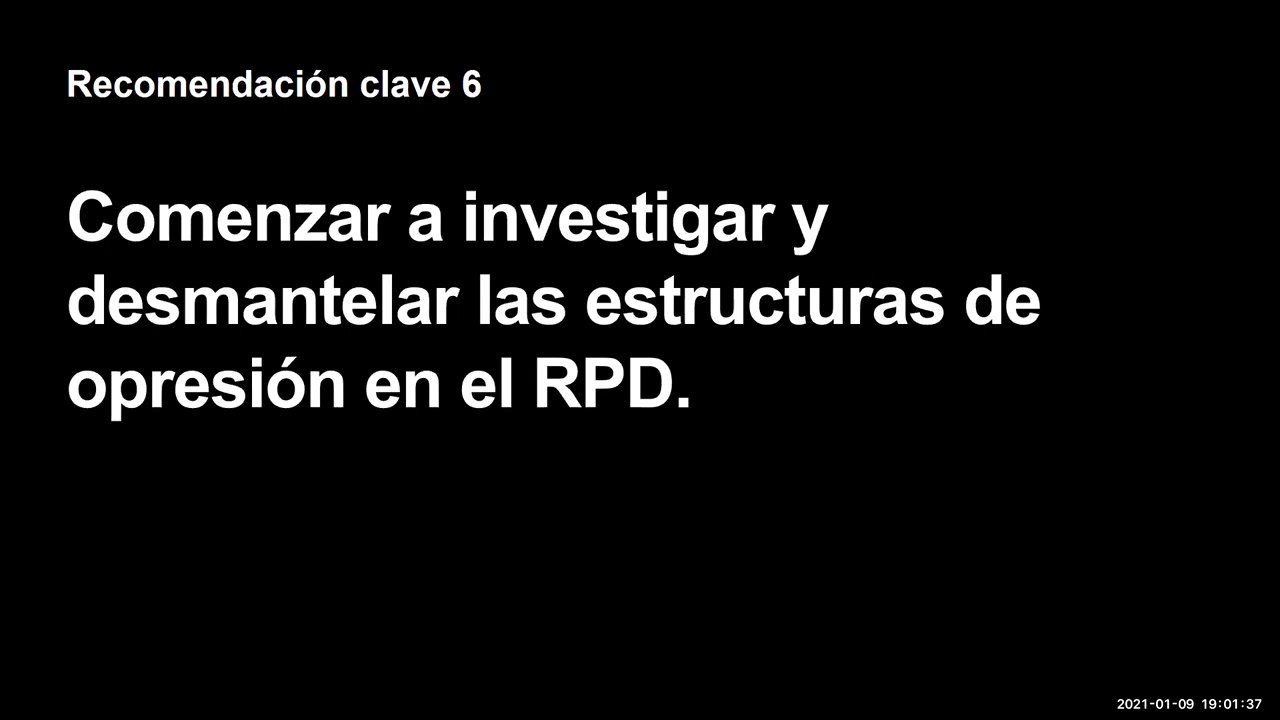 Recomendación clave 6
Comenzar a investigar y
desmantelar las estructuras de
opresión en el RPD.
2021-01-09 19:01:37